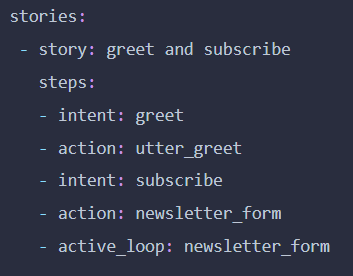 stories:
- story: greet and subscribe
steps:
- intent: greet
- action: utter_greet
- intent: subscribe
- action: newsletter_form
- active_loop: newsletter_form